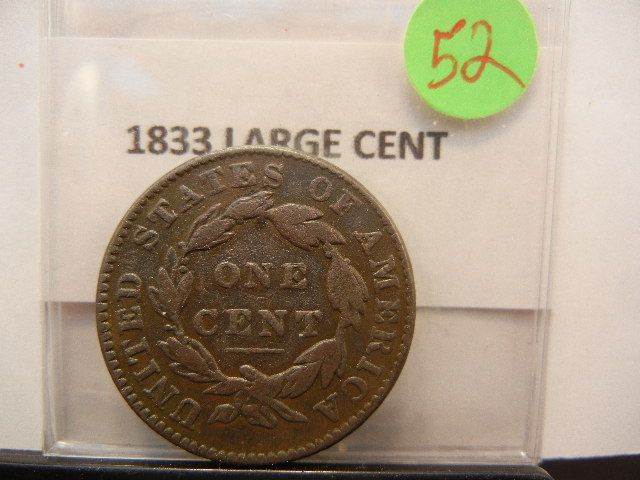 52
1833 LARGE CENT
UNITED STATES OF AMERICA
ONE
CENT